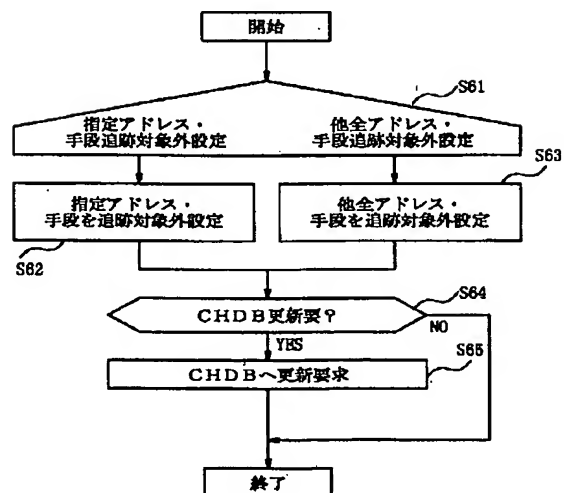 開始
S61
指定アドレス・
手段追跡対象外設定
他全アドレス・
手段追跡対象外設定
S63
指定アドレス・
手段を追跡対象外設定
他全アドレス・
手段を追跡対象外設定
S62
S64
CHDB更新要?
NO
YES
S65
CHDBへ更新要求
終了